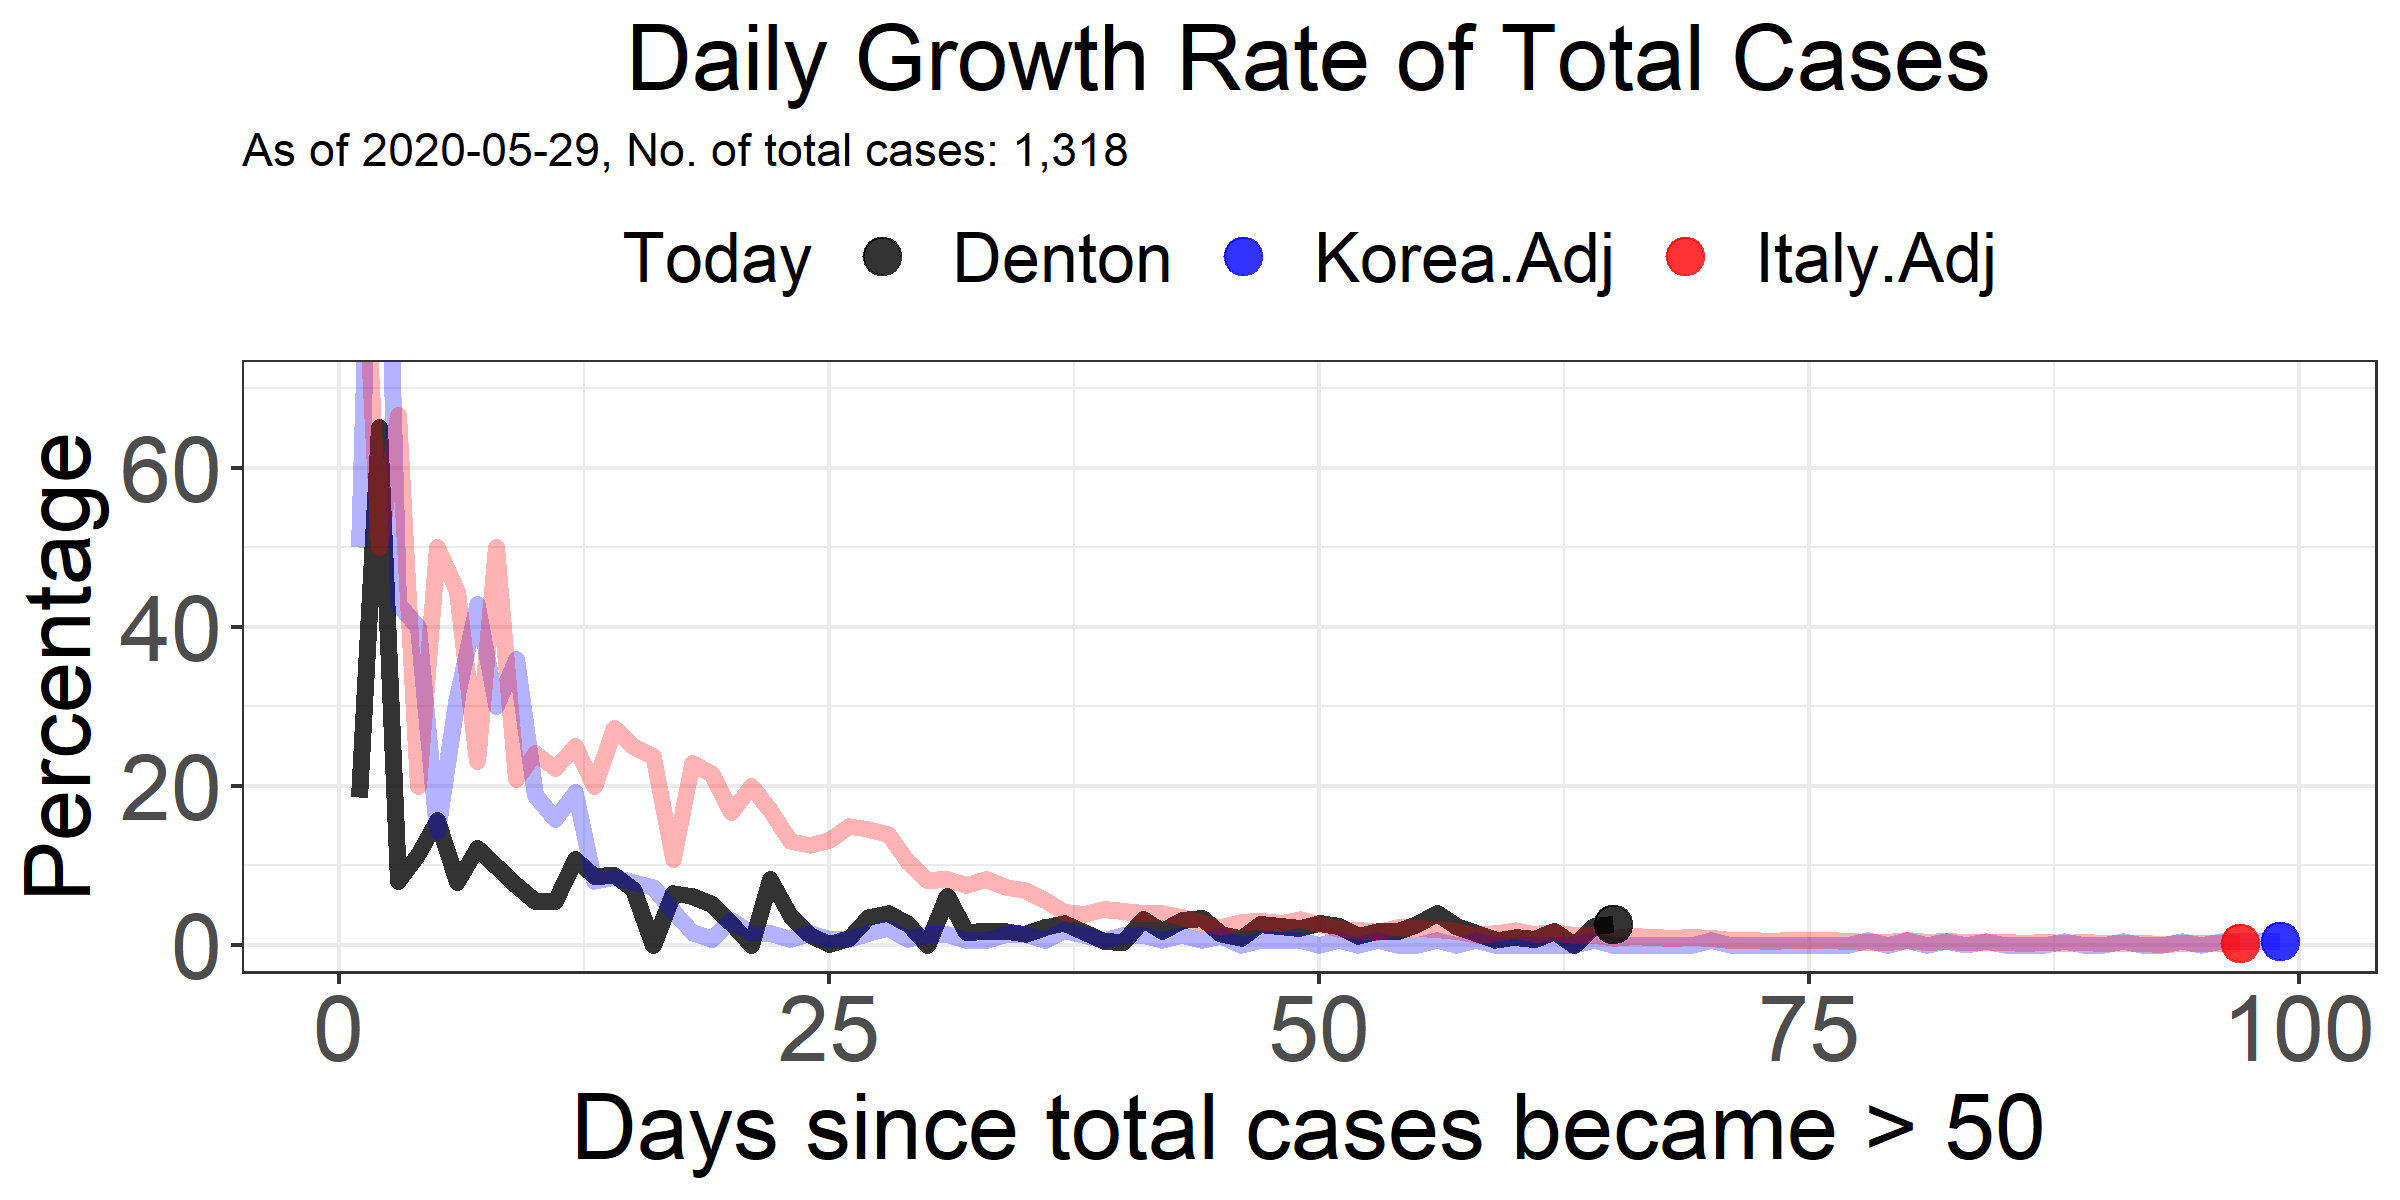 Daily Growth Rate of Total Cases
As of 2020-05-29, No. of total cases: 1,318
Today Denton Korea.Adj Italy.Adj
Percentage
60
40
20
0
0 25 50 75 100
Days since total cases became > 50